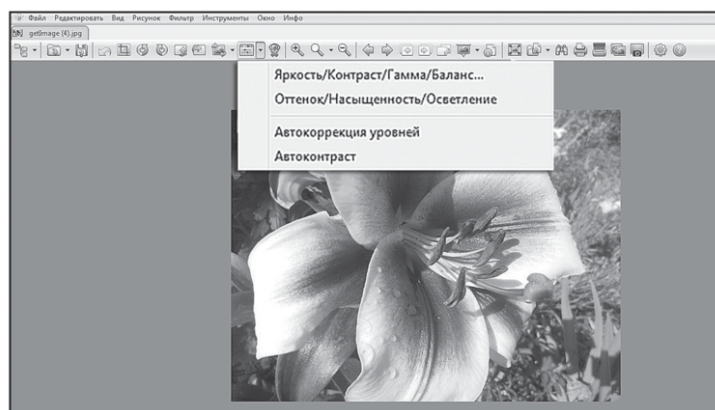 Файл Редактировать Вид Рисунок Фильтр Инструменты Окно Инфо
getImage (4).jpg
Яркость/Контраст/Гамма/Баланс...
Оттенок/Насыщенность/Осветление
Автокоррекция уровней
Автоконтраст